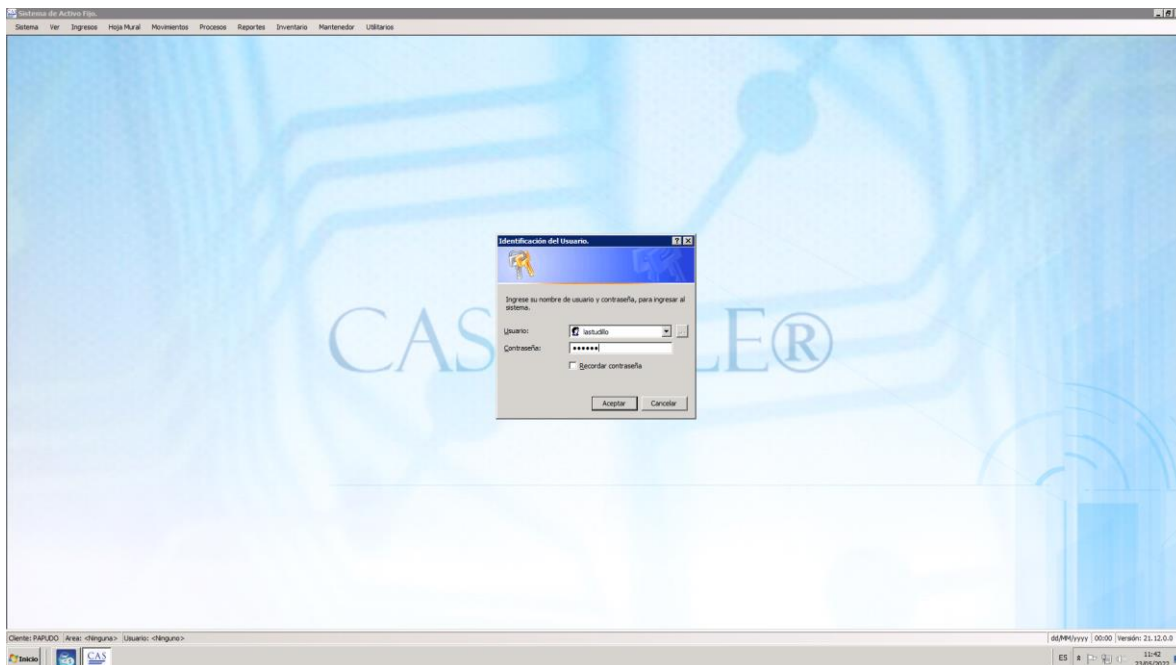 Sistema de Activo Fijo.
Sistema Ver Ingresos Hoja Mural Movimientos Procesos Reportes Inventario Mantenedor Utilitarios
Identificación del Usuario.
Ingrese su nombre de usuario y contraseña, para ingresar al
sistema.
Usuario: lastudillo
Contraseña: ••••••
Recordar contraseña
Aceptar Cancelar
CAS LE®
Cliente: PAPUDO Area: <Ninguna> Usuario: <Ninguno> dd/MM/yyyy 00:00 Versión: 21.12.0.0
Inicio CAS ES 11:42